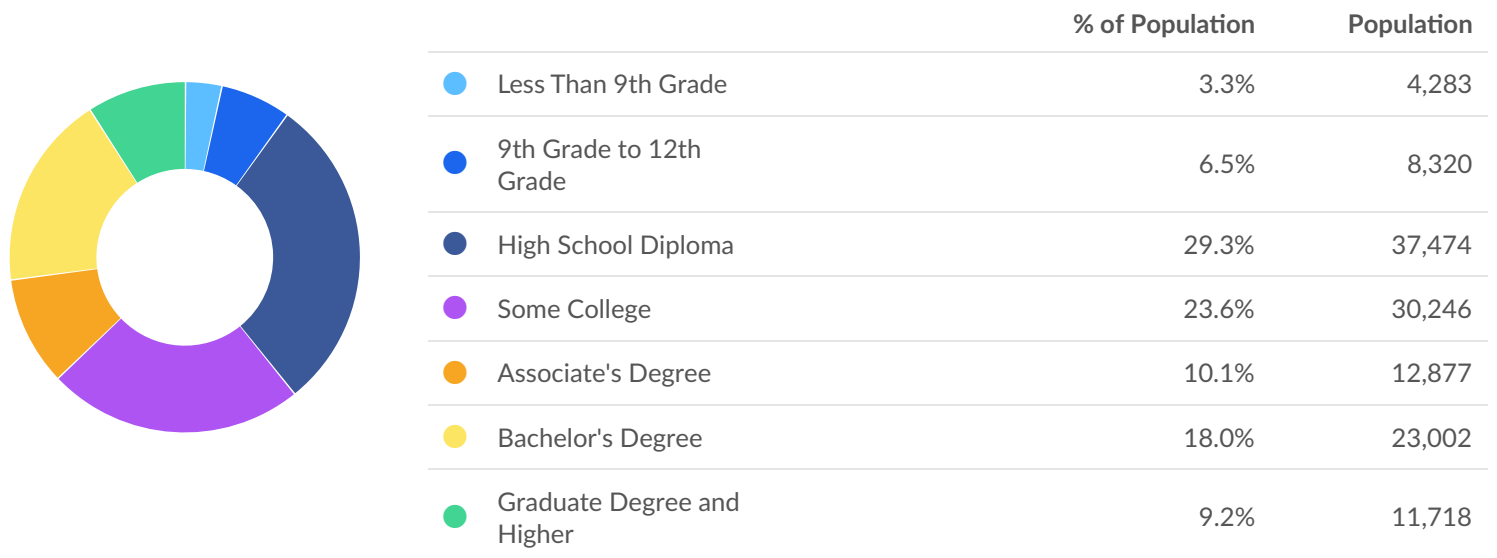 % of Population Population
Less Than 9th Grade 3.3% 4,283
9th Grade to 12th
Grade 6.5% 8,320
High School Diploma 29.3% 37,474
Some College 23.6% 30,246
Associate's Degree 10.1% 12,877
Bachelor's Degree 18.0% 23,002
Graduate Degree and
Higher 9.2% 11,718